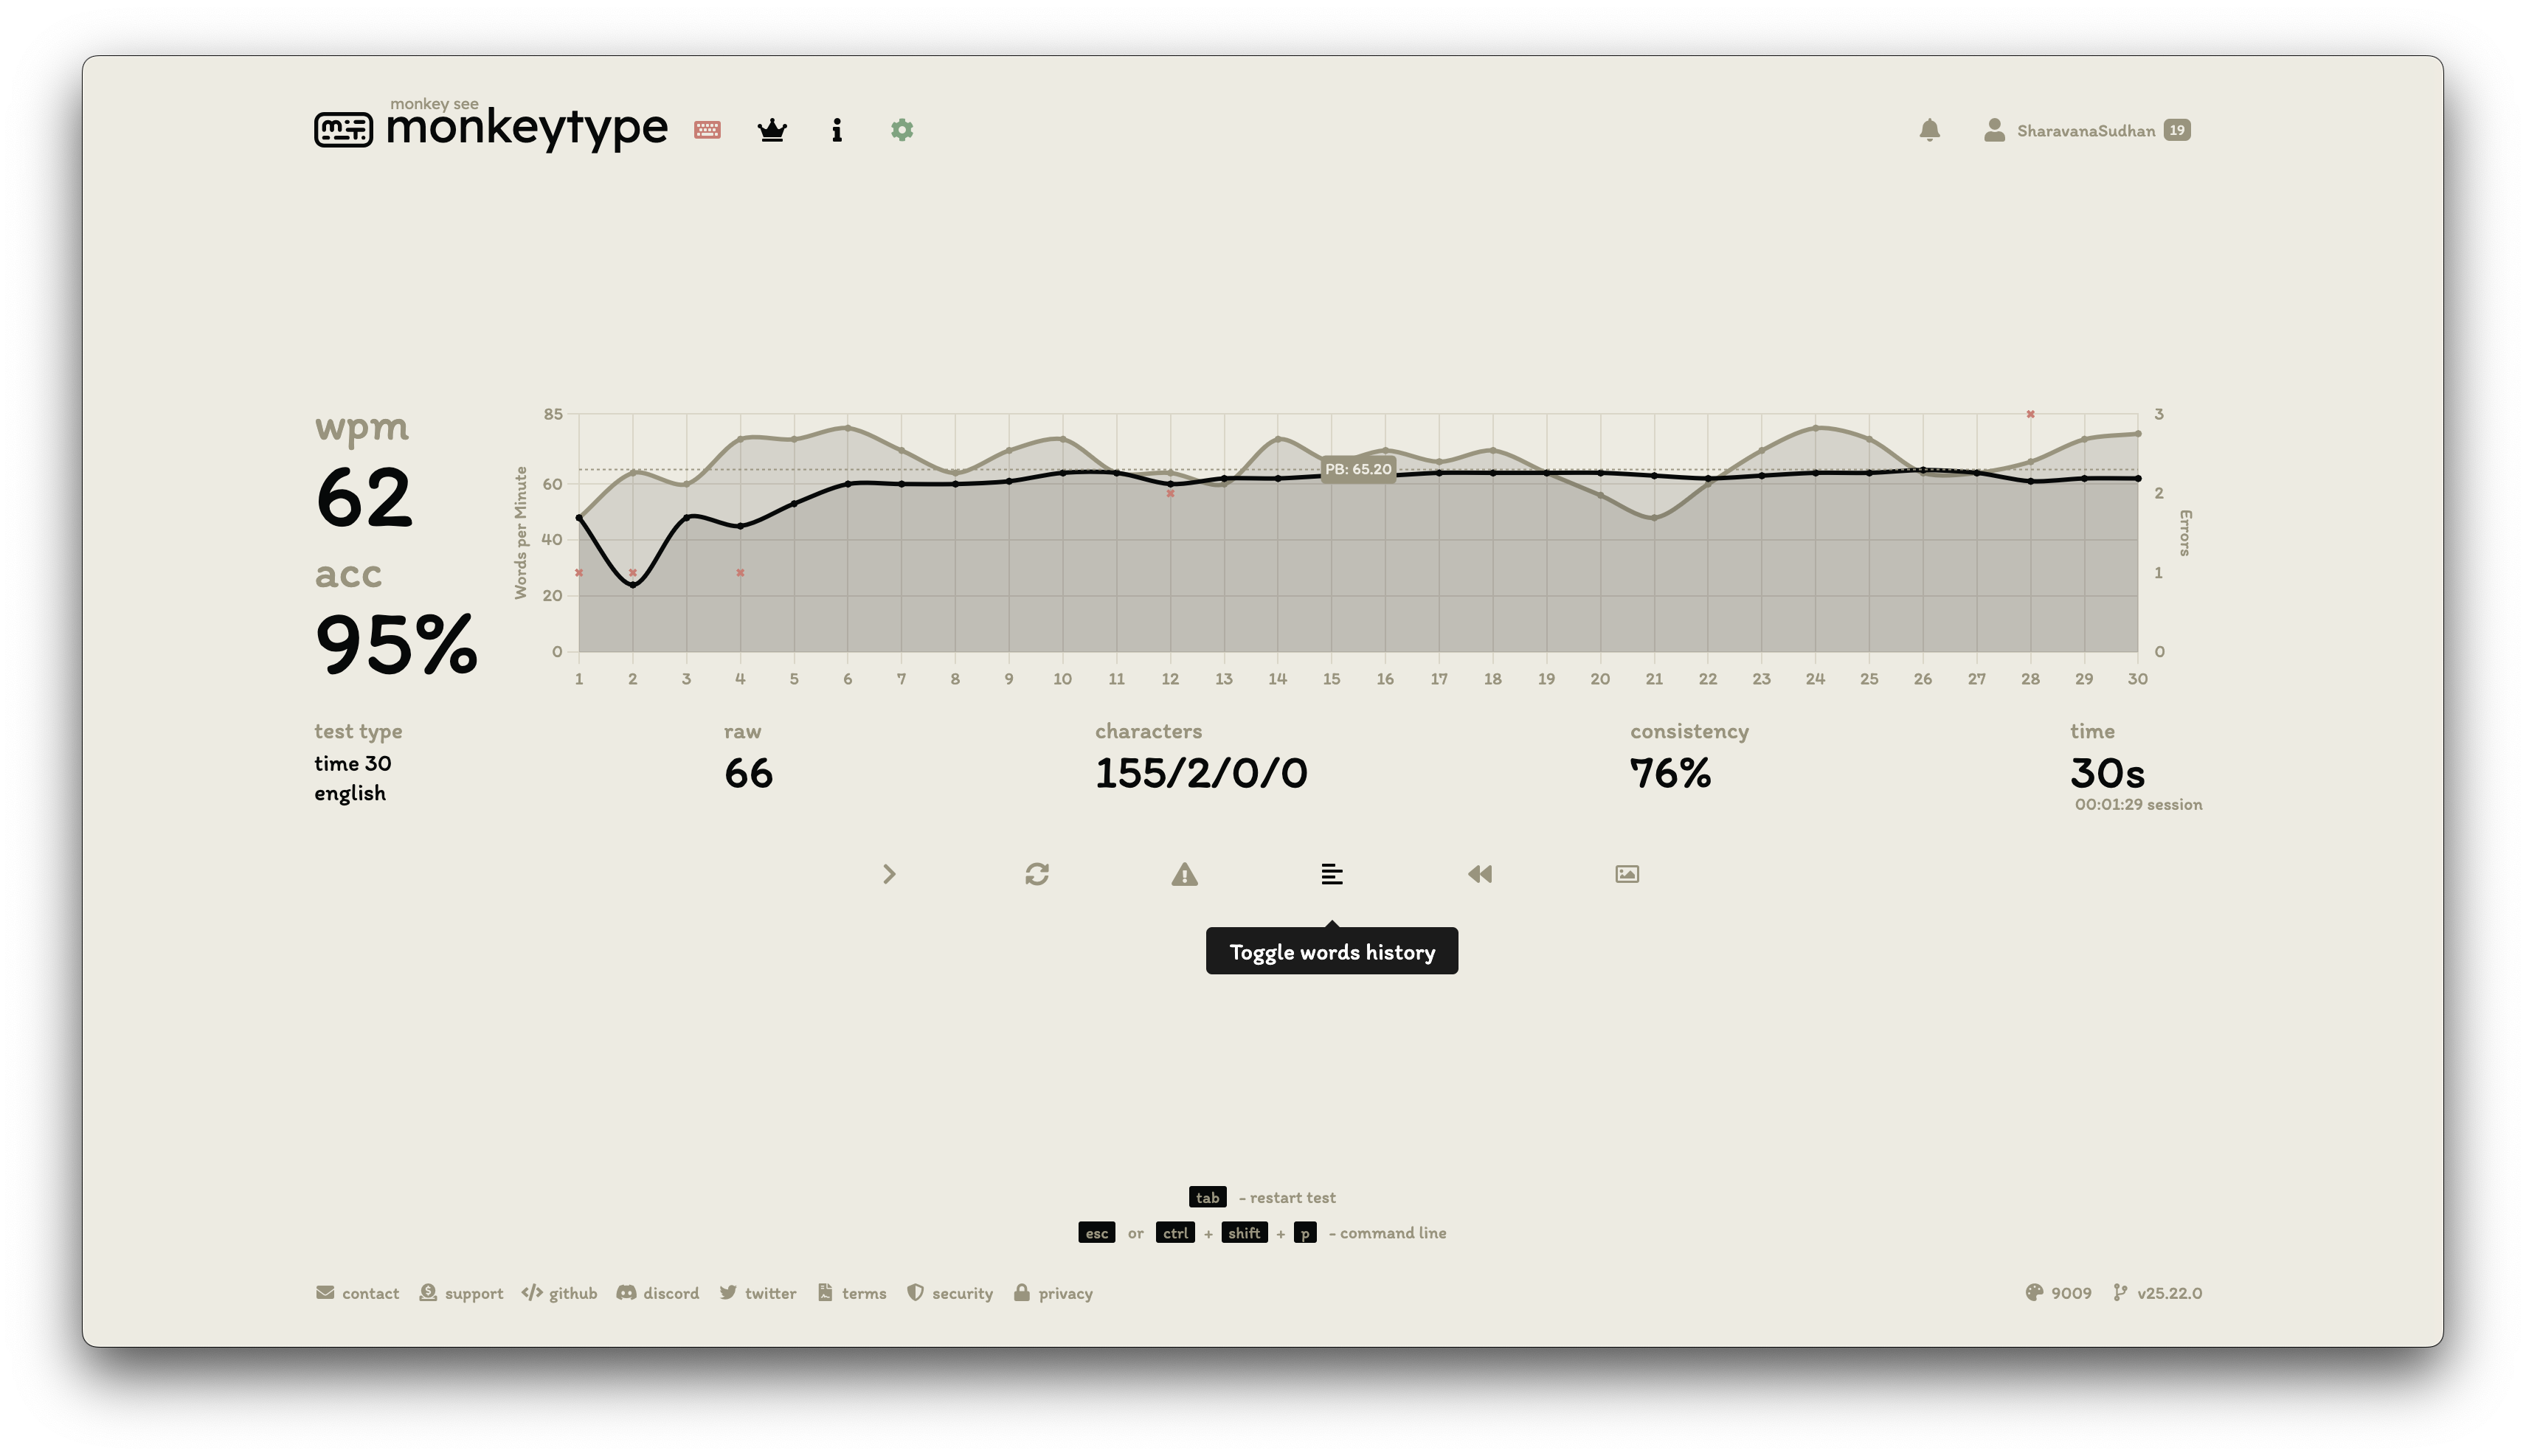 monkey see
monkeytype
SharavanaSudhan 19
wpm
62
acc
95%
Words per Minute
85
60
40
20
0
PB: 65.20
3
2
1
0
Errors
1 2 3 4 5 6 7 8 9 10 11 12 13 14 15 16 17 18 19 20 21 22 23 24 25 26 27 28 29 30
test type
time 30
english
raw
66
characters
155/2/0/0
consistency
76%
time
30s
00:01:29 session
Toggle words history
tab - restart test
esc or ctrl + shift + p - command line
contact support github discord twitter terms security privacy 9009 v25.22.0